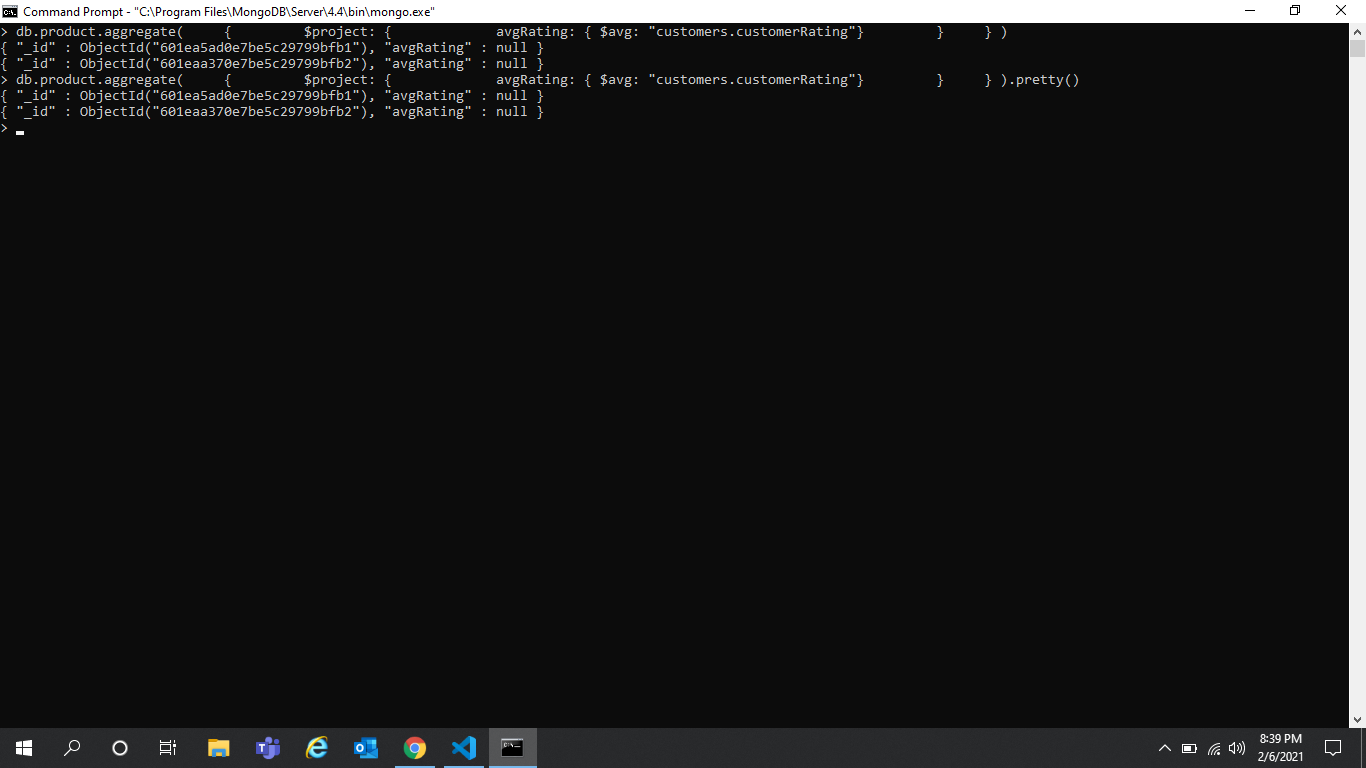 Command Prompt - "C:\Program Files\MongoDB\Server\4.4\bin\mongo.exe"
> db.product.aggregate(    {         $project: {             avgRating: { $avg: "customers.customerRating"}         }     } )
{ "_id" : ObjectId("601ea5ad0e7be5c29799bfb1"), "avgRating" : null }
{ "_id" : ObjectId("601eaa370e7be5c29799bfb2"), "avgRating" : null }
> db.product.aggregate(    {         $project: {             avgRating: { $avg: "customers.customerRating"}         }     } ).pretty()
{ "_id" : ObjectId("601ea5ad0e7be5c29799bfb1"), "avgRating" : null }
{ "_id" : ObjectId("601eaa370e7be5c29799bfb2"), "avgRating" : null }
>
8:39 PM
2/6/2021